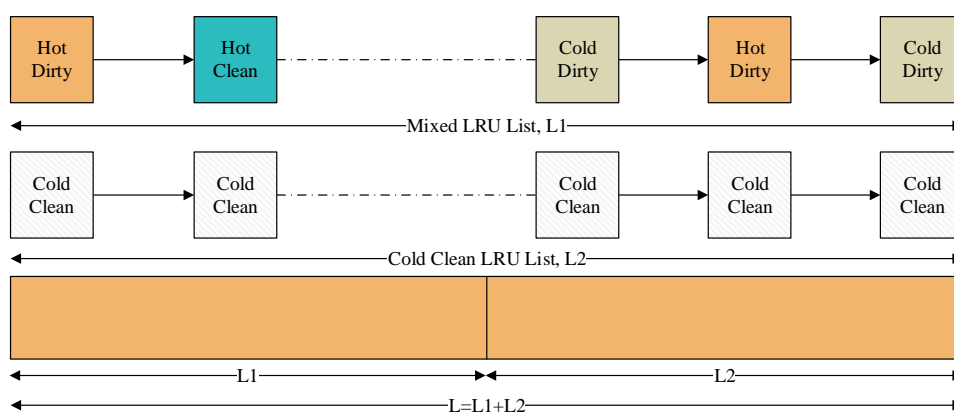 Hot
Dirty
Hot
Clean
Cold
Dirty
Hot
Dirty
Cold
Dirty
Mixed LRU List, L1
Cold
Clean
Cold
Clean
Cold
Clean
Cold
Clean
Cold
Clean
Cold Clean LRU List, L2
L1
L2
L=L1+L2